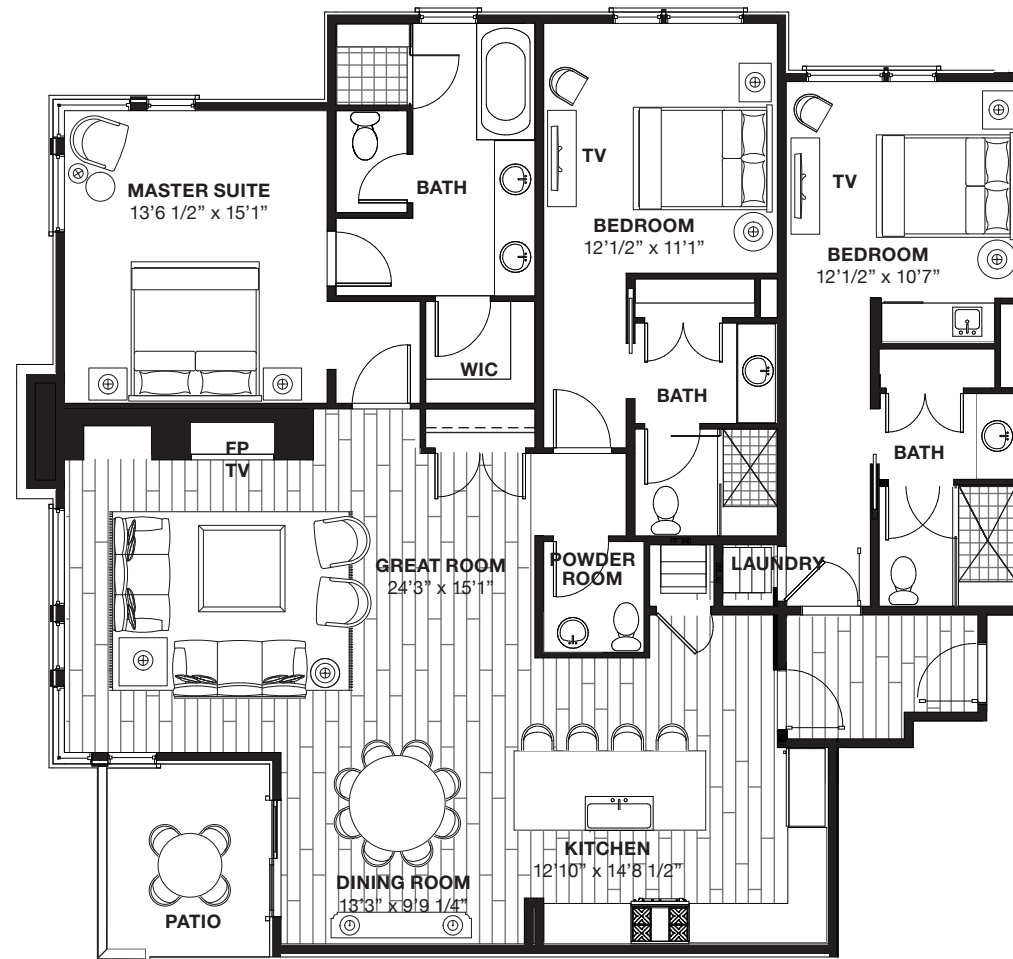 MASTER SUITE
13’6 1/2” x 15’1”
BATH
TV
BEDROOM
12’1/2” x 11’1”
TV
BEDROOM
12’1/2” x 10’7”
WIC
BATH
BATH
FP
TV
GREAT ROOM
24’3” x 15’1”
POWDER
ROOM
LAUNDRY
KITCHEN
12’10” x 14’8 1/2”
DINING ROOM
13’3” x 9’9 1/4”
PATIO